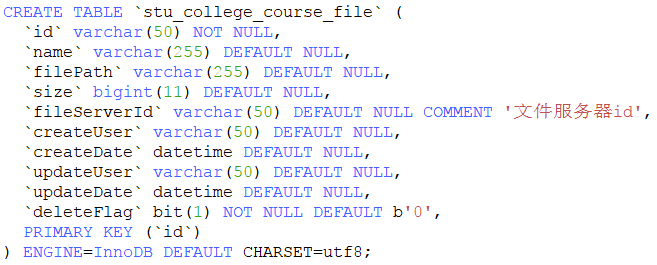 CREATE TABLE `stu_college_course_file` (
  `id` varchar(50) NOT NULL,
  `name` varchar(255) DEFAULT NULL,
  `filePath` varchar(255) DEFAULT NULL,
  `size` bigint(11) DEFAULT NULL,
  `fileServerId` varchar(50) DEFAULT NULL COMMENT '文件服务器id',
  `createUser` varchar(50) DEFAULT NULL,
  `createDate` datetime DEFAULT NULL,
  `updateUser` varchar(50) DEFAULT NULL,
  `updateDate` datetime DEFAULT NULL,
  `deleteFlag` bit(1) NOT NULL DEFAULT b'0',
  PRIMARY KEY (`id`)
) ENGINE=InnoDB DEFAULT CHARSET=utf8;